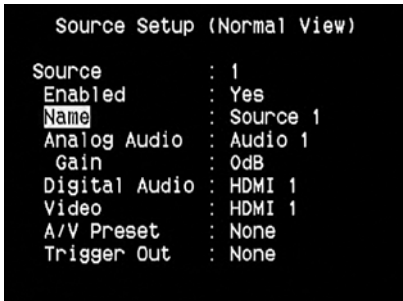 Source Setup (Normal View)
Source : 1
Enabled : Yes
Name : Source 1
Analog Audio : Audio 1
Gain : 0dB
Digital Audio : HDMI 1
Video : HDMI 1
A/V Preset : None
Trigger Out : None